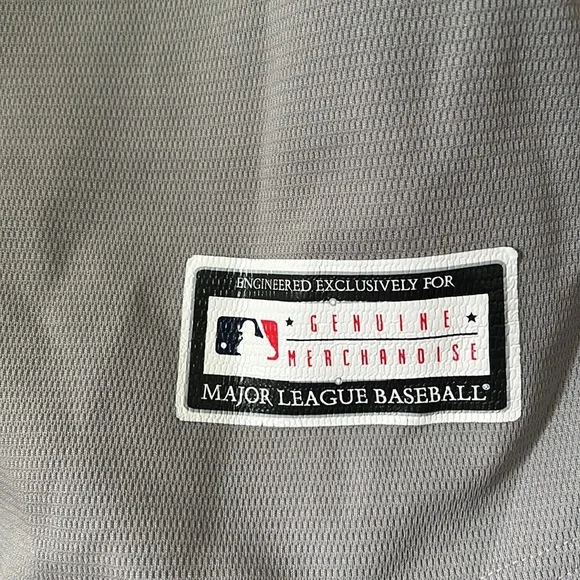 ENGINEERED EXCLUSIVELY FOR
GENUINE
MERCHANDISE
MAJOR LEAGUE BASEBALL®